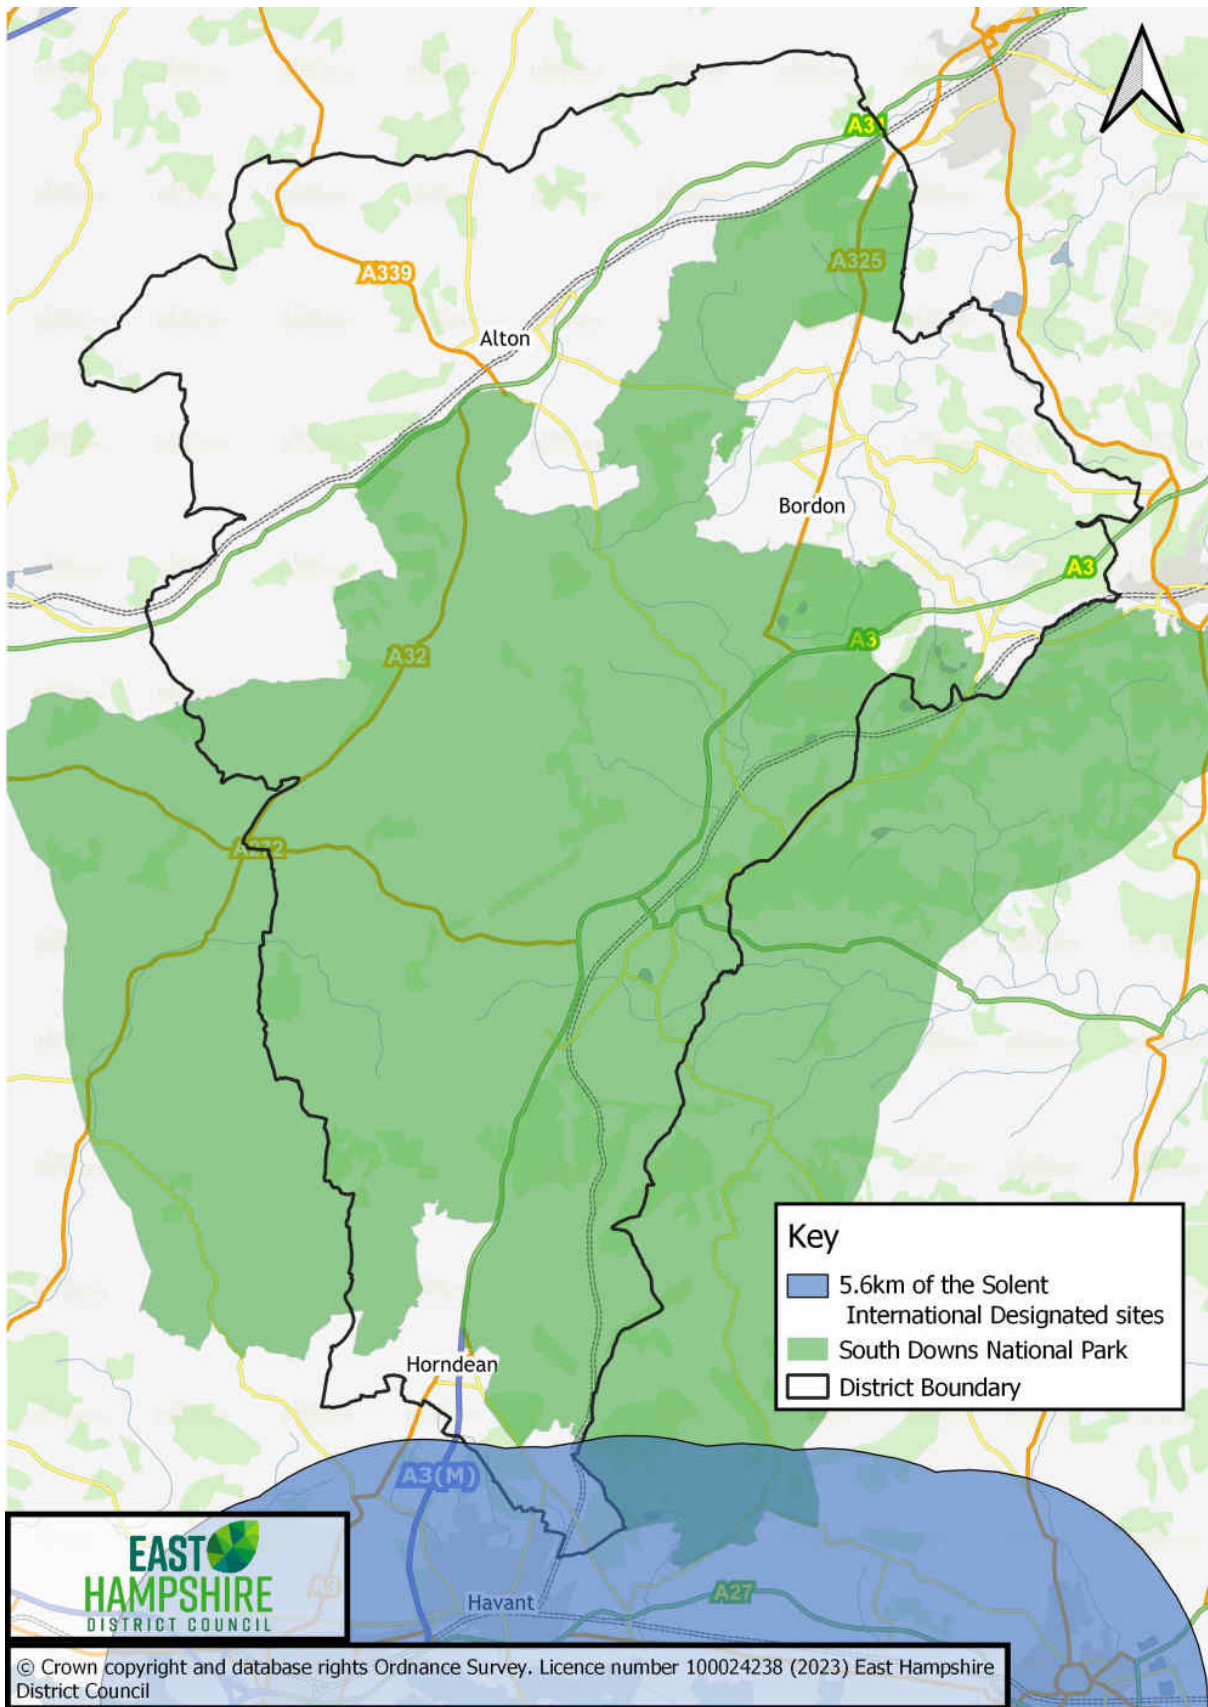 A31
A325
A339
Alton
Bordon
A3
A3
A32
A272
Key
5.6km of the Solent
International Designated sites
South Downs National Park
District Boundary
Horndean
A3(M)
EAST
HAMPSHIRE
DISTRICT COUNCIL
A3
A27
Havant
© Crown copyright and database rights Ordnance Survey. Licence number 100024238 (2023) East Hampshire
District Council